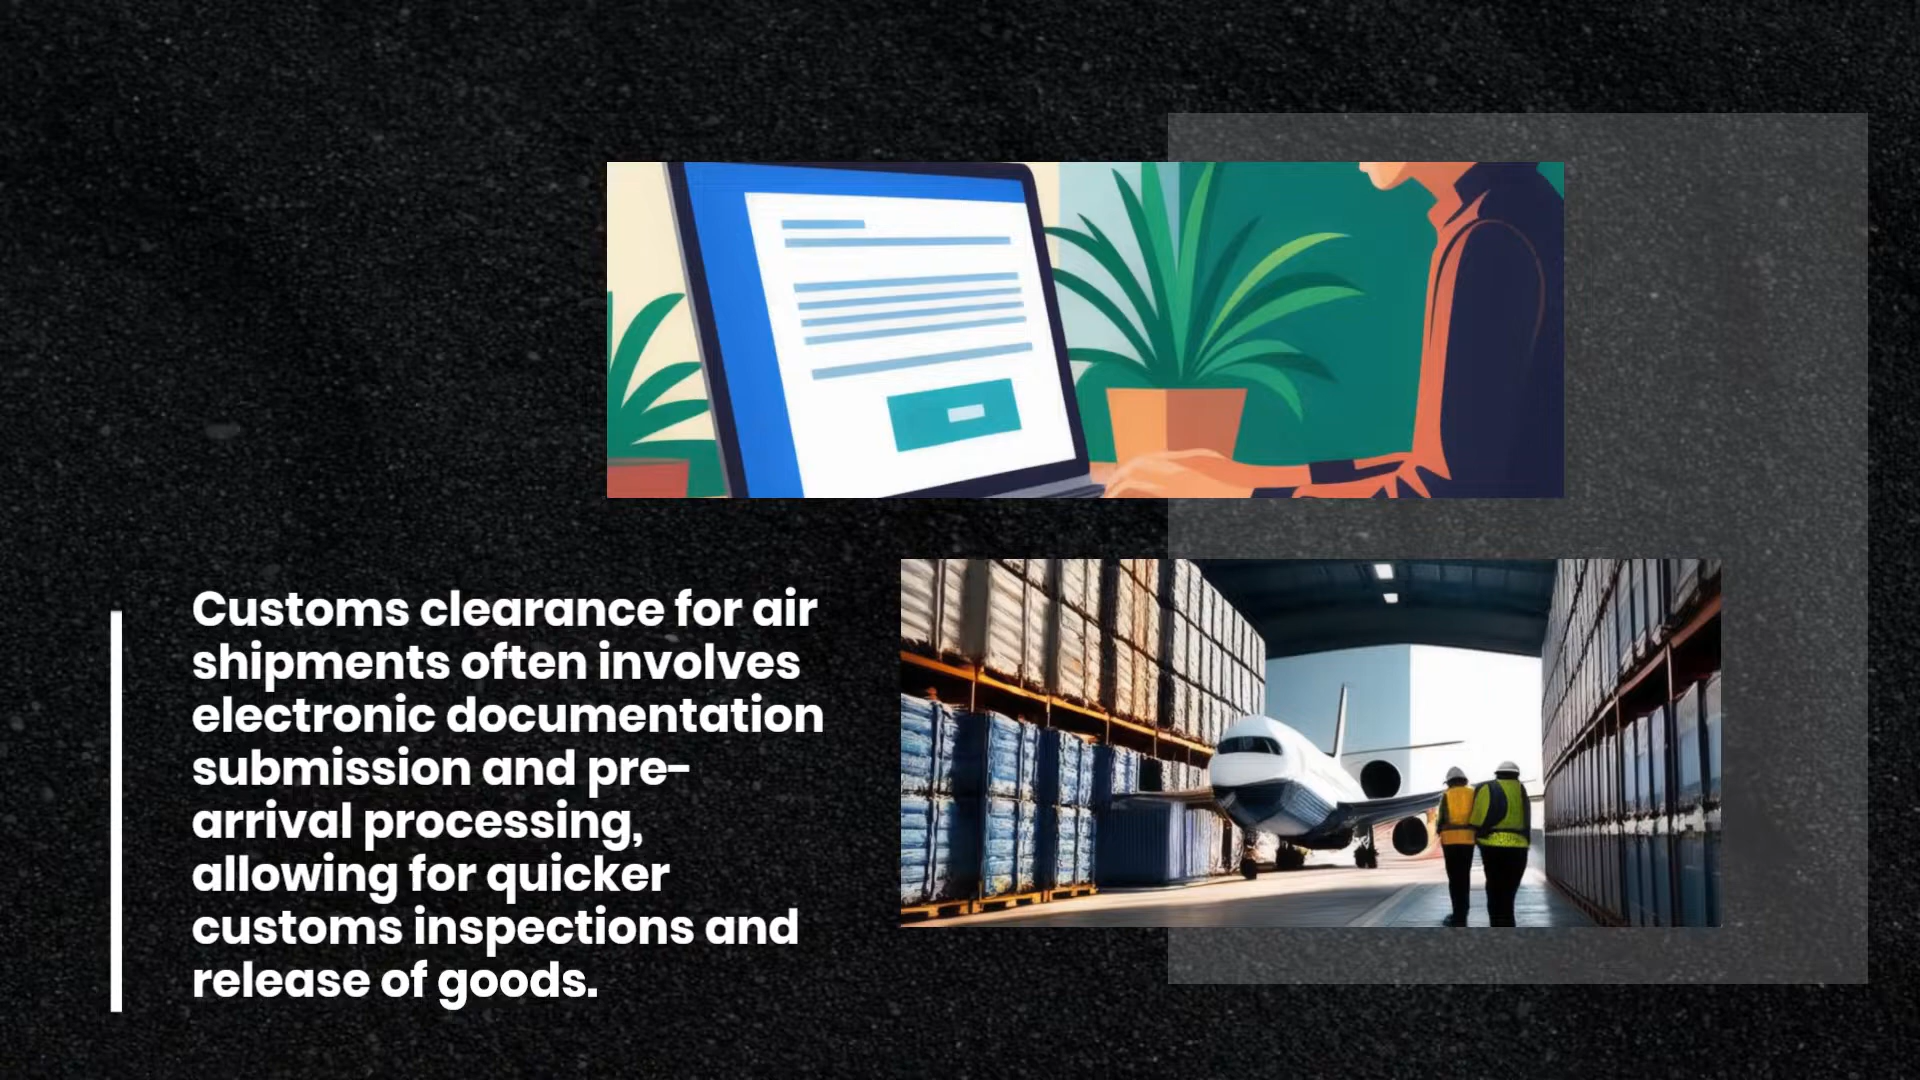 Customs clearance for air
shipments often involves
electronic documentation
submission and pre-
arrival processing,
allowing for quicker
customs inspections and
release of goods.